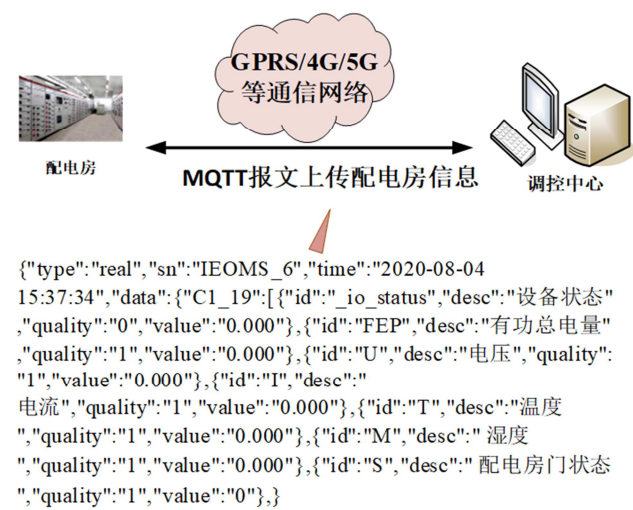 GPRS/4G/5G
等通信网络
配电房
MQTT报文上传配电房信息
调控中心
{"type":"real","sn":"IEOMS_6","time":"2020-08-04
15:37:34","data":{"C1_19":[{"id":"_io_status","desc":"设备状态"
,"quality":"0","value":"0.000"},{"id":"FEP","desc":"有功总电量"
,"quality":"1","value":"0.000"},{"id":"U","desc":"电压","quality":
"1","value":"0.000"},{"id":"I","desc":"
电流","quality":"1","value":"0.000"},{"id":"T","desc":"温度
","quality":"1","value":"0.000"},{"id":"M","desc":" 湿度
","quality":"1","value":"0.000"},{"id":"S","desc":" 配电房门状态
","quality":"1","value":"0"},}